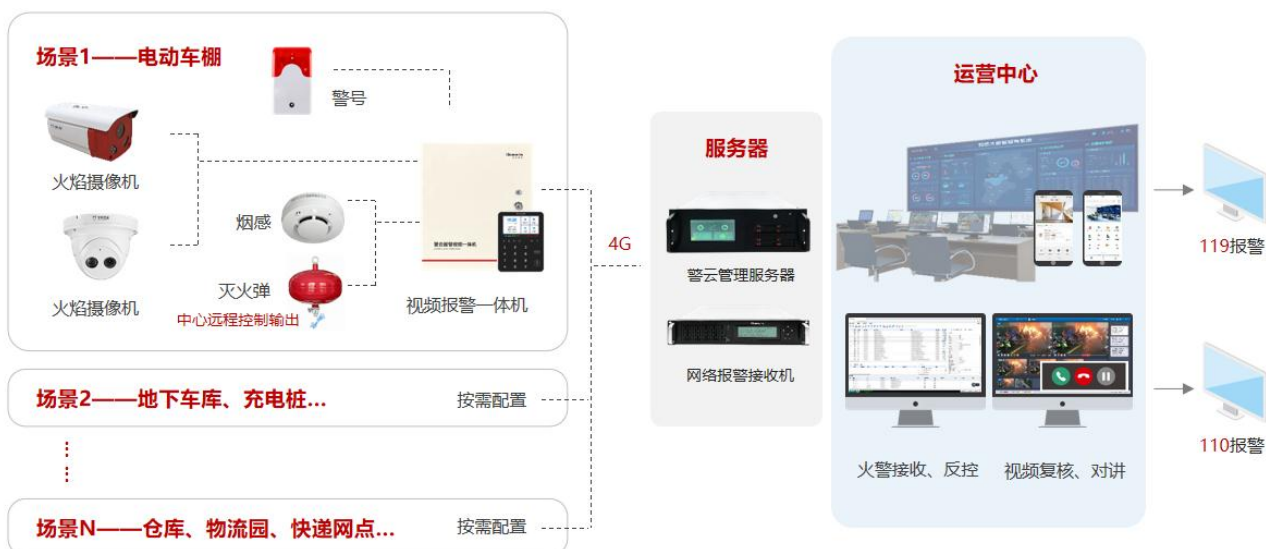 场景1——电动车棚
警号
火焰摄像机
烟感
火焰摄像机
灭火弹
中心远程控制输出
视频报警一体机
场景2——地下车库、充电桩...
按需配置
场景N——仓库、物流园、快递网点...
按需配置
4G
服务器
警云管理服务器
网络报警接收机
运营中心
火警接收、反控
视频复核、对讲
119报警
110报警